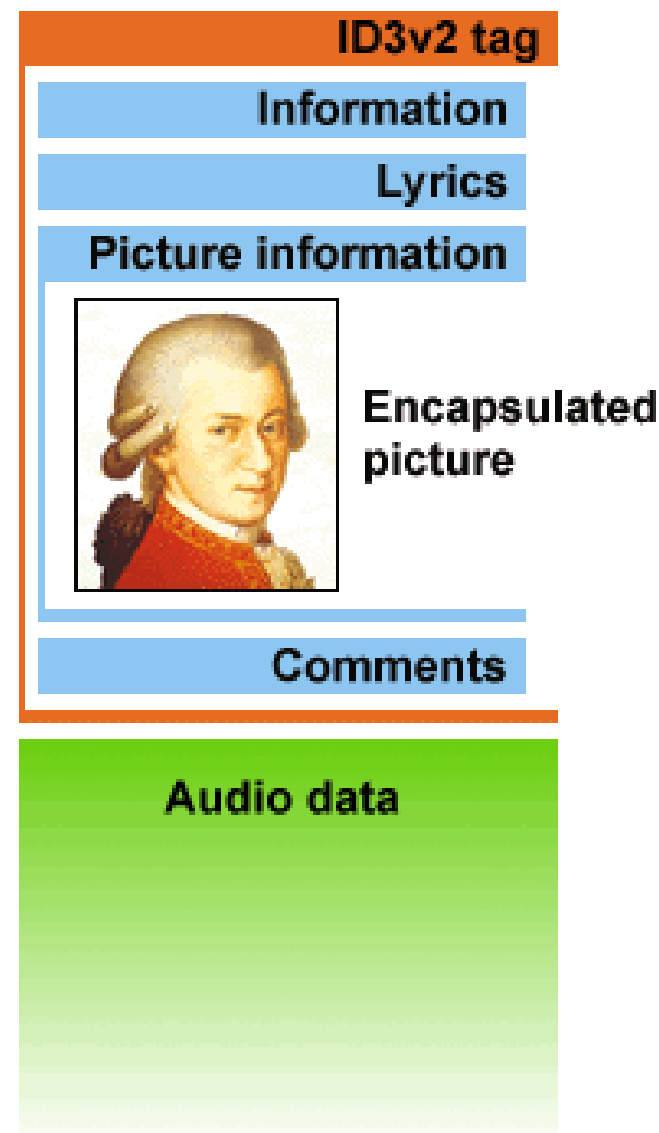 ID3v2 tag
Information
Lyrics
Picture information
Encapsulated
picture
Comments
Audio data